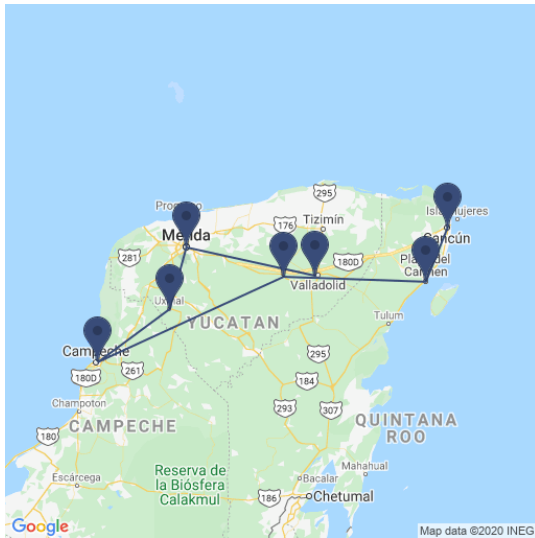 295
Progreso
Isla Mujeres
176
Tizimín
Mérida
Cancún
281
180D
Playa del
Carmen
Valladolid
Uxmal
YUCATAN
Tulum
Campeche
295
180D
261
184
Champoton
293
307
CAMPECHE
QUINTANA
ROO
180
Mahahual
Reserva de
la Biósfera
Calakmul
Escárcega
Bacalar
186
Chetumal
Google
Map data ©2020 INEG